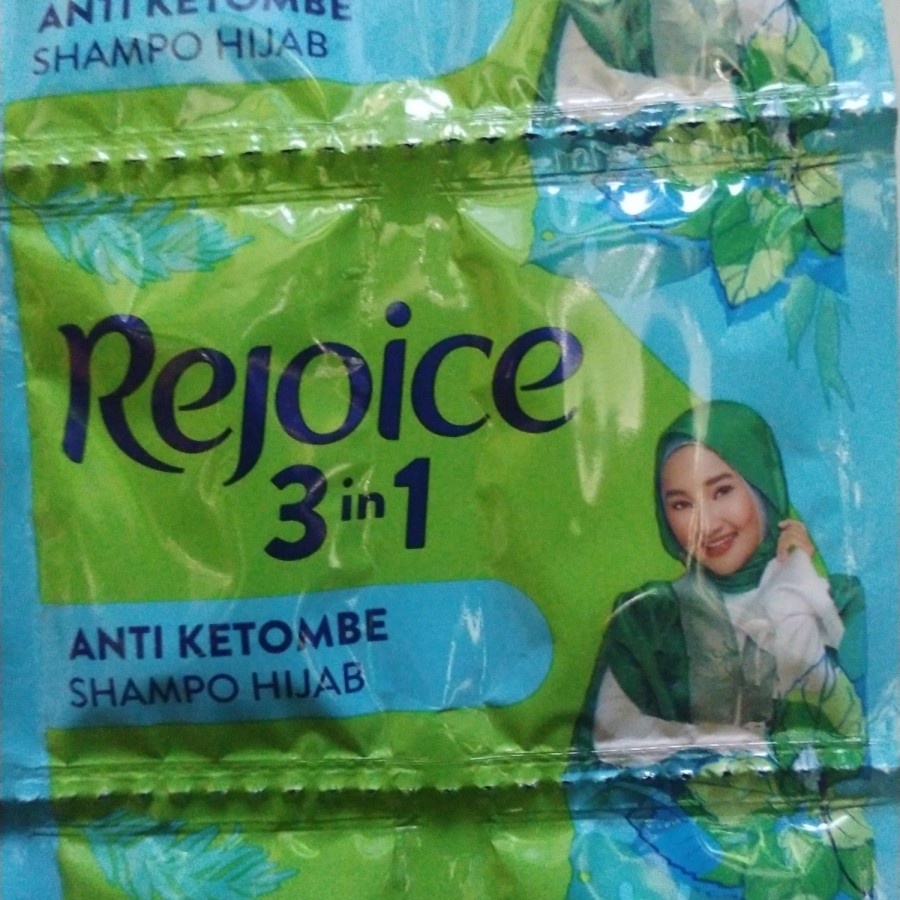 ANTI KETOMBE
SHAMPO HIJAB
Rejoice
3 in 1
ANTI KETOMBE
SHAMPO HIJAB